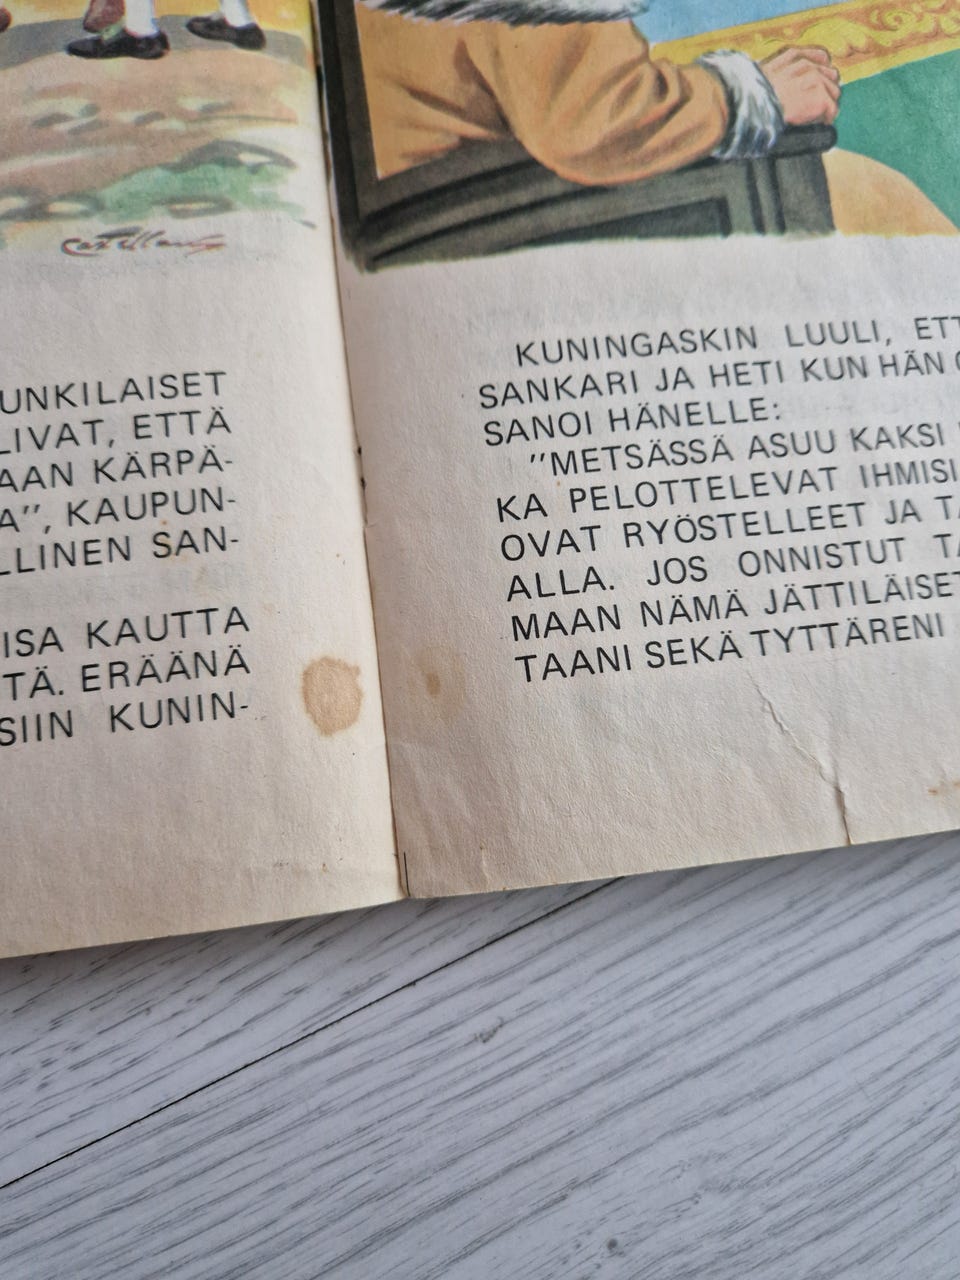 UNKILAISET
LIVAT, ETTÄ
AAN KÄRPÄ-
A", KAUPUN-
LLINEN SAN-
ISA KAUTTA
TÄ. ERÄÄNÄ
SIIN KUNIN-
KUNINGASKIN LUULI, ETT
SANKARI JA HETI KUN HÄN
SANOI HÄNELLE:
"METSÄSSÄ ASUU KAKSI
KA PELOTTELEVAT IHMISI
OVAT RYÖSTELLEET JA TA
ALLA. JOS ONNISTUT TA
MAAN NÄMÄ JÄTTILÄISET
TAANI SEKÄ TYTTÄRENI